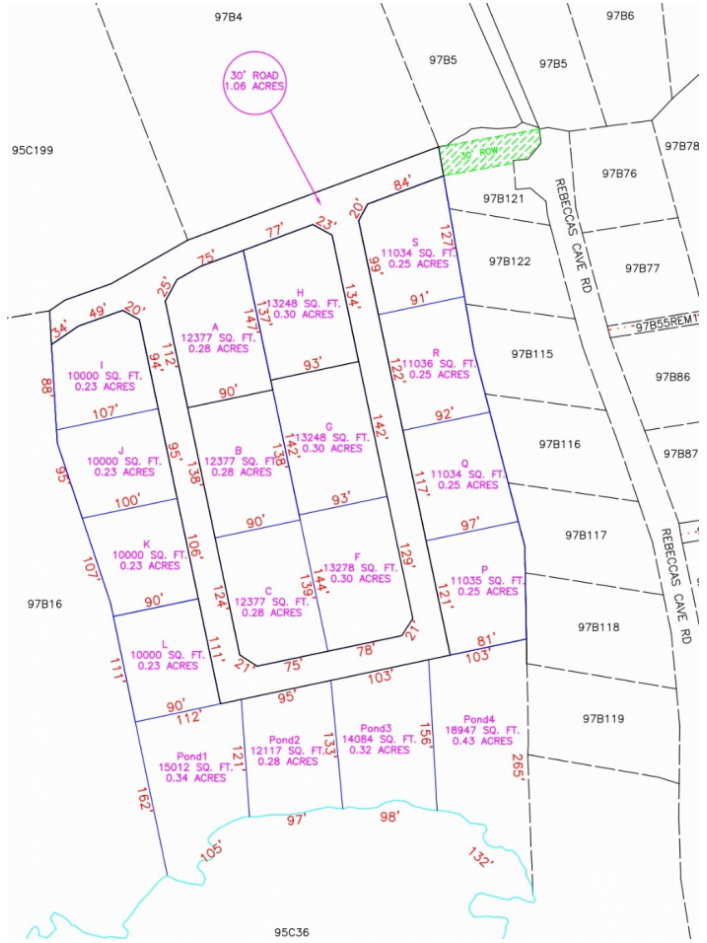 97B4
97B6
97B5
97B5
30' ROAD
1.06 ACRES
95C199
97B78
30' ROW
97B76
97B121
REBECCAS CAVE RD
84'
20'
23'
77'
75'
25'
S
11034 SQ. FT.
0.25 ACRES
127'
99'
97B122
97B77
H
13248 SQ. FT.
0.30 ACRES
134'
137'
147'
A
12377 SQ. FT.
0.28 ACRES
112'
34'
49'
20'
91'
97B55REM1
94'
I
10000 SQ. FT.
0.23 ACRES
88'
R
11036 SQ. FT.
0.25 ACRES
122'
97B115
93'
90'
97B86
107'
92'
G
13248 SQ. FT.
0.30 ACRES
142'
142'
138'
B
12377 SQ. FT.
0.28 ACRES
138'
95'
J
10000 SQ. FT.
0.23 ACRES
95'
97B116
97B87
Q
11034 SQ. FT.
0.25 ACRES
117'
100'
93'
90'
97'
97B117
K
10000 SQ. FT.
0.23 ACRES
106'
107'
F
13278 SQ. FT.
0.30 ACRES
129'
144'
139'
C
12377 SQ. FT.
0.28 ACRES
124'
P
11035 SQ. FT.
0.25 ACRES
121'
REBECCAS CAVE RD
97B16
90'
97B118
21'
81'
103'
78'
75'
21'
L
10000 SQ. FT.
0.23 ACRES
111'
111'
103'
95'
90'
112'
97B119
Pond1
15012 SQ. FT.
0.34 ACRES
121'
Pond2
12117 SQ. FT.
0.28 ACRES
133'
Pond3
14084 SQ. FT.
0.32 ACRES
156'
Pond4
18947 SQ. FT.
0.43 ACRES
265'
162'
97'
98'
105'
132'
95C36